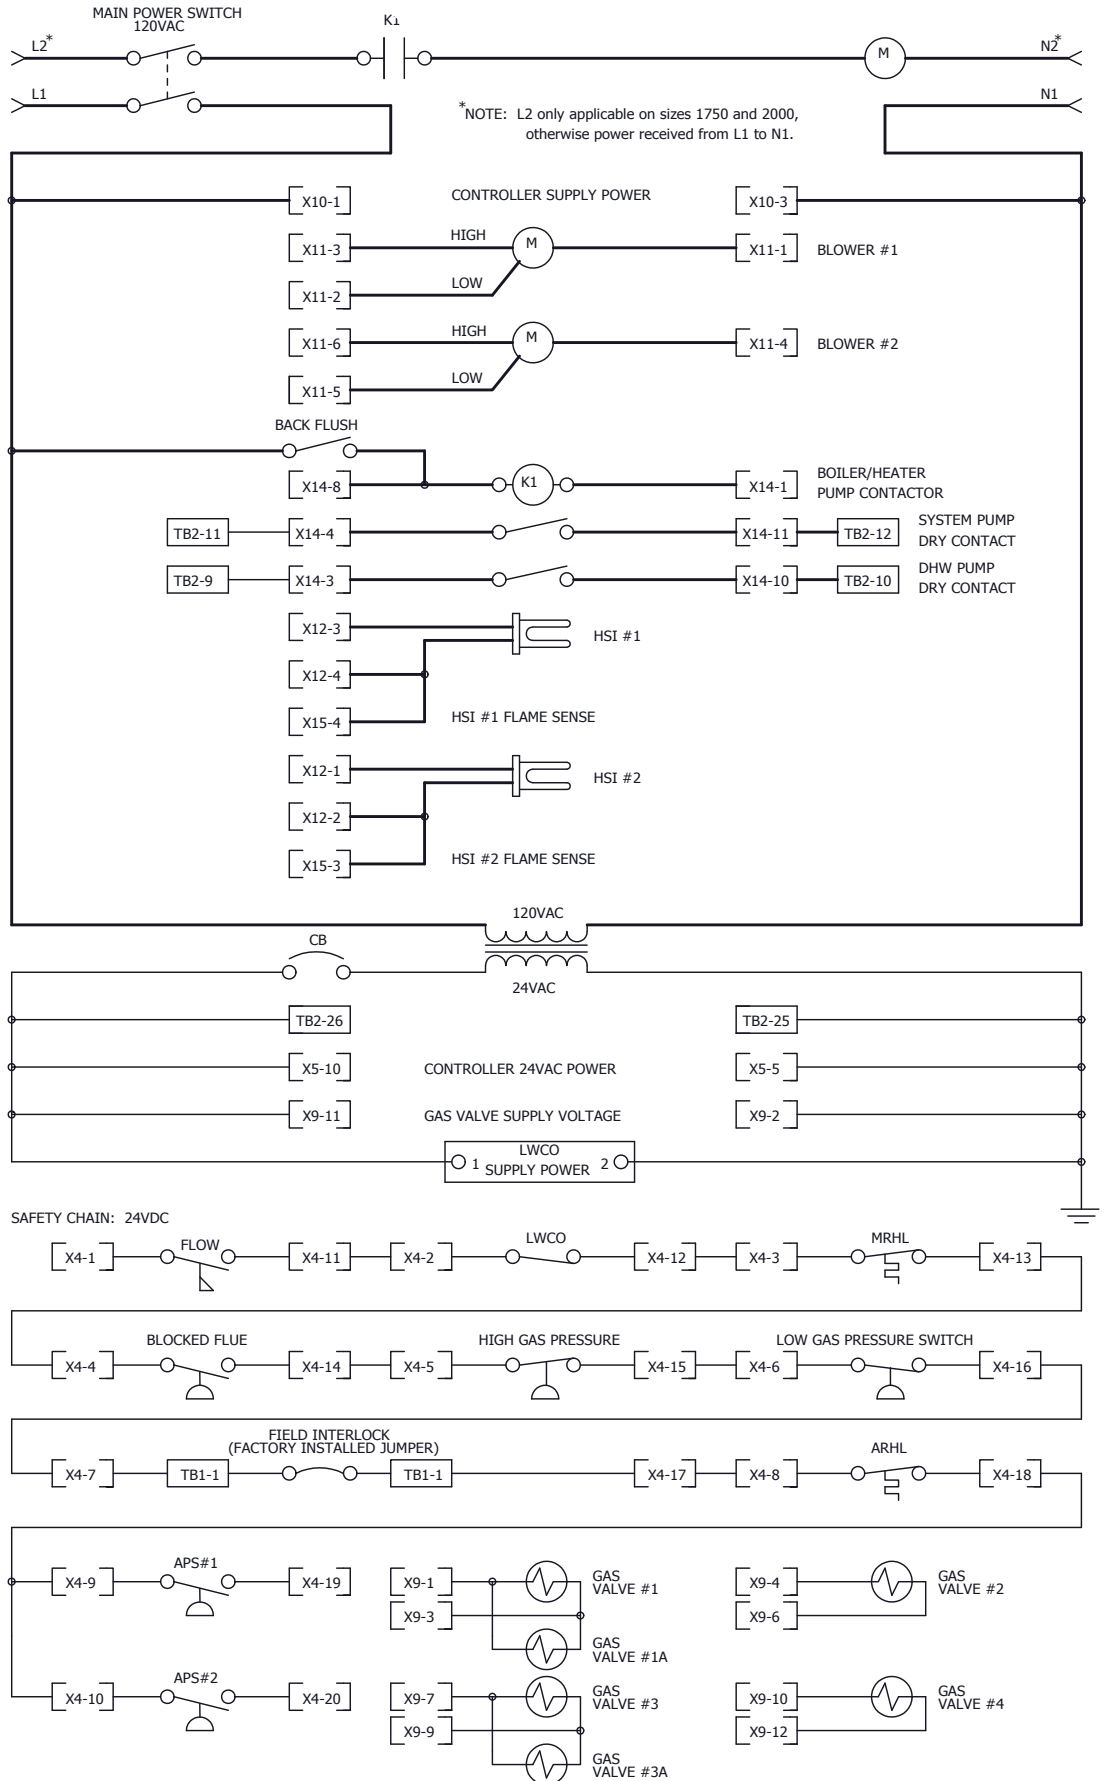 MAIN POWER SWITCH
120VAC
K1
L2*
M
N2*
L1
N1
*NOTE: L2 only applicable on sizes 1750 and 2000,
otherwise power received from L1 to N1.
X10-1
CONTROLLER SUPPLY POWER
X10-3
X11-3
HIGH
M
X11-1
BLOWER #1
X11-2
LOW
X11-6
HIGH
M
X11-4
BLOWER #2
X11-5
LOW
BACK FLUSH
X14-8
K1
X14-1
BOILER/HEATER
PUMP CONTACTOR
TB2-11
X14-4
X14-11
TB2-12
SYSTEM PUMP
DRY CONTACT
TB2-9
X14-3
X14-10
TB2-10
DHW PUMP
DRY CONTACT
X12-3
HSI #1
X12-4
X15-4
HSI #1 FLAME SENSE
X12-1
HSI #2
X12-2
X15-3
HSI #2 FLAME SENSE
120VAC
CB
24VAC
TB2-26
TB2-25
X5-10
CONTROLLER 24VAC POWER
X5-5
X9-11
GAS VALVE SUPPLY VOLTAGE
X9-2
1
LWCO
SUPPLY POWER
2
SAFETY CHAIN: 24VDC
X4-1
FLOW
X4-11
X4-2
LWCO
X4-12
X4-3
MRHL
X4-13
X4-4
BLOCKED FLUE
X4-14
X4-5
HIGH GAS PRESSURE
X4-15
X4-6
LOW GAS PRESSURE SWITCH
X4-16
X4-7
TB1-1
FIELD INTERLOCK
(FACTORY INSTALLED JUMPER)
TB1-1
X4-17
X4-8
ARHL
X4-18
X4-9
APS#1
X4-19
X9-1
GAS
VALVE #1
X9-4
GAS
VALVE #2
X9-3
X9-6
GAS
VALVE #1A
X4-10
APS#2
X4-20
X9-7
GAS
VALVE #3
X9-10
GAS
VALVE #4
X9-9
X9-12
GAS
VALVE #3A